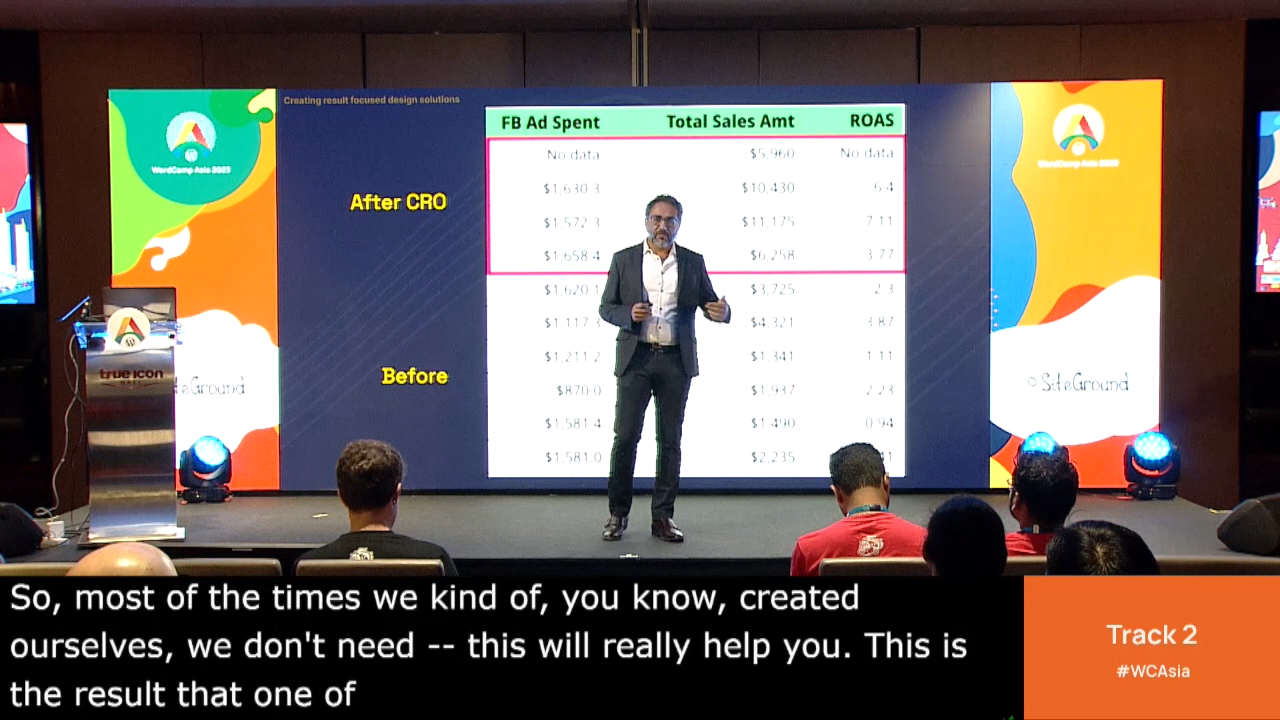 Creating result focused design solutions
WordCamp Asia 2023
WordCamp Asia 2023
FB Ad Spent Total Sales Amt ROAS
No data $5,960 No data
After CRO
$1,630.3 $10,430 6.4
$1,572.3 $11,175 7.11
$1,658.4 $6,258 3.77
$1,620.1 $3,725 2.3
$1,117.3 $4,321 3.87
$1,211.2 $1,341 1.11
Before
$870.0 $1,937 2.23
$1,581.4 $1,490 0.94
$1,581.0 $2,235
true icon
HALL
SiteGround
So, most of the times we kind of, you know, created
ourselves, we don't need -- this will really help you. This is
the result that one of
Track 2
#WCAsia